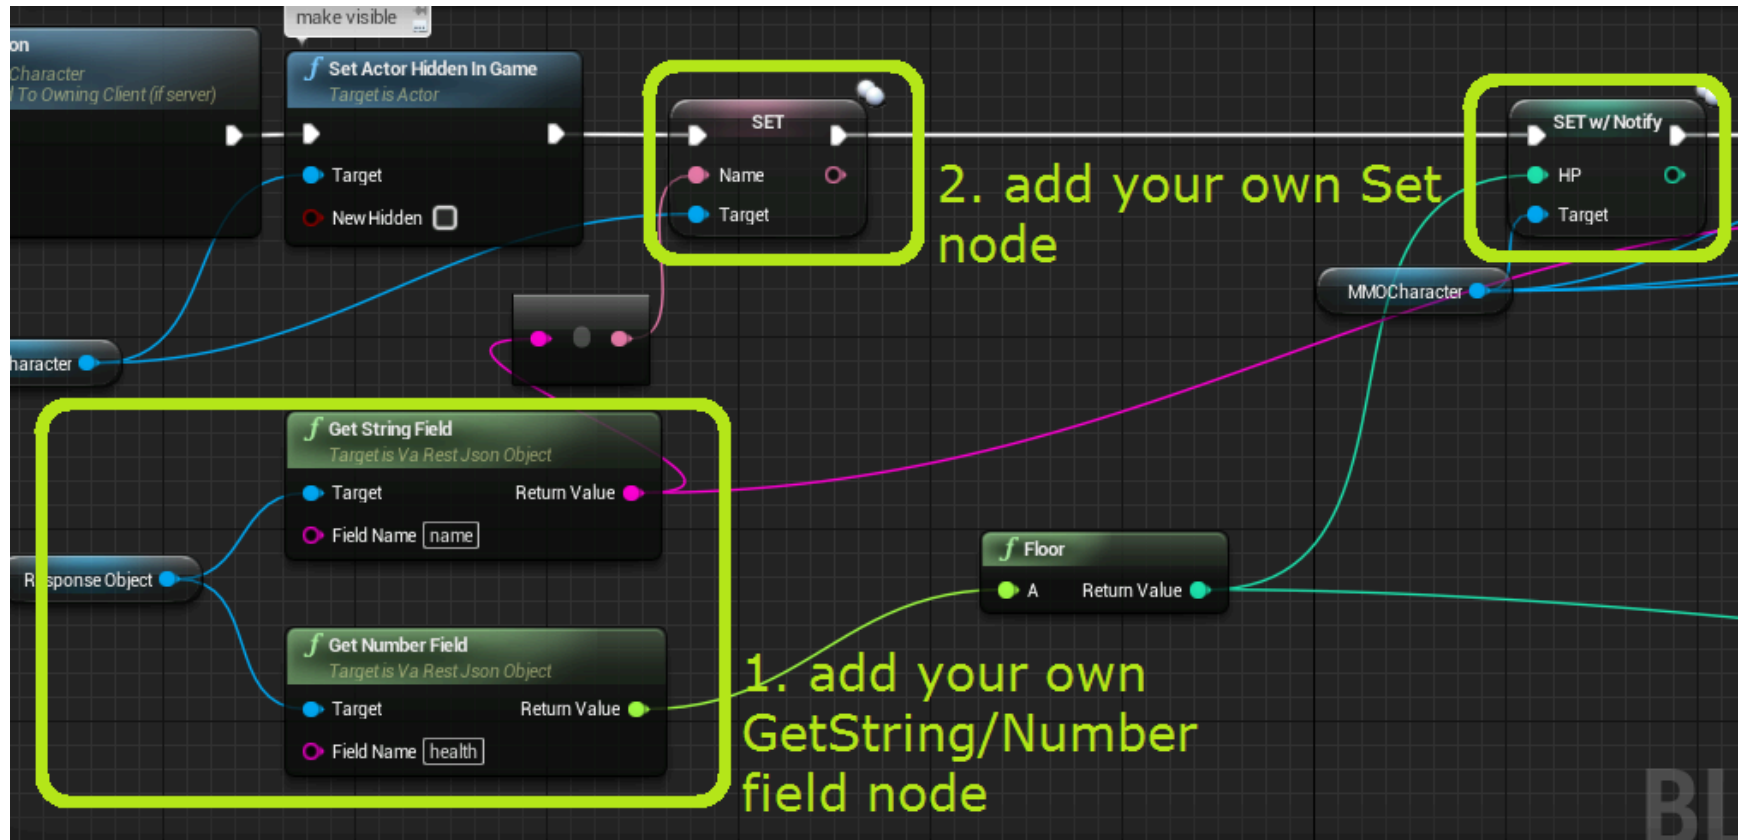 make visible
on
Character
To Owning Client (if server)
f Set Actor Hidden In Game
Target is Actor
Target
New Hidden
SET
Name
Target
2. add your own Set
node
SET w/ Notify
HP
Target
MMOCharacter
haracter
f Get String Field
Target is Va Rest Json Object
Target
Return Value
Field Name name
Response Object
f Floor
A
Return Value
f Get Number Field
Target is Va Rest Json Object
Target
Return Value
Field Name health
1. add your own
GetString/Number
field node
BL